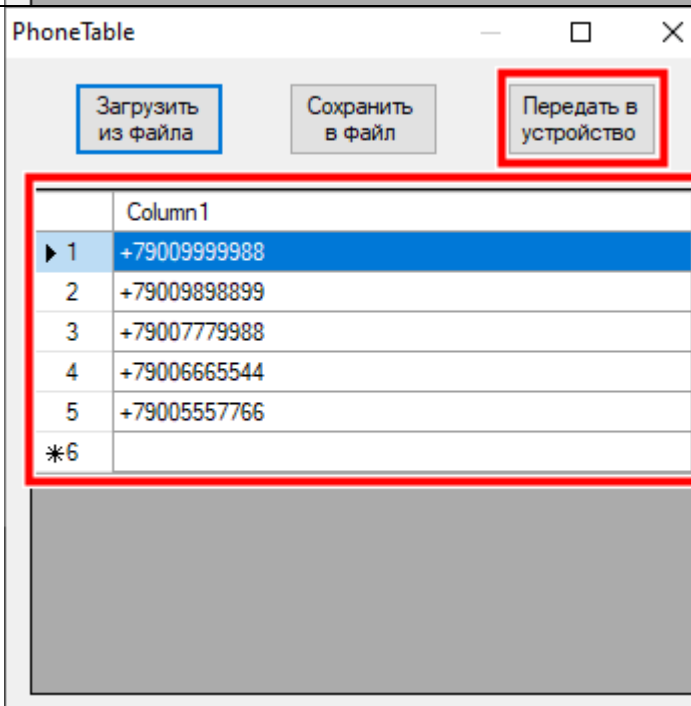 PhoneTable
Загрузить
из файла
Сохранить
в файл
Передать в
устройство
Column1
1 +79009999988
2 +79009898899
3 +79007779988
4 +79006665544
5 +79005557766
*6